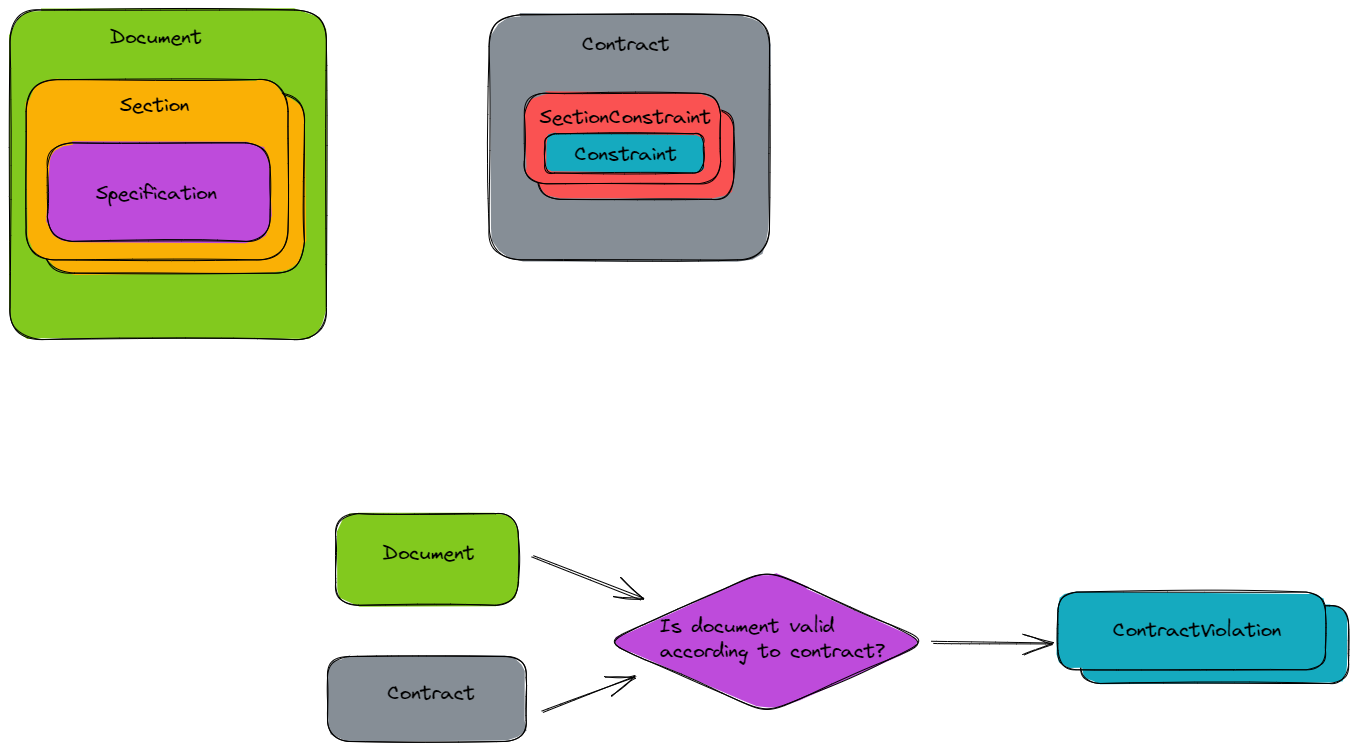 Document
Section
Specification
Contract
SectionConstraint
Constraint
Document
Contract
Is document valid
according to contract?
ContractViolation